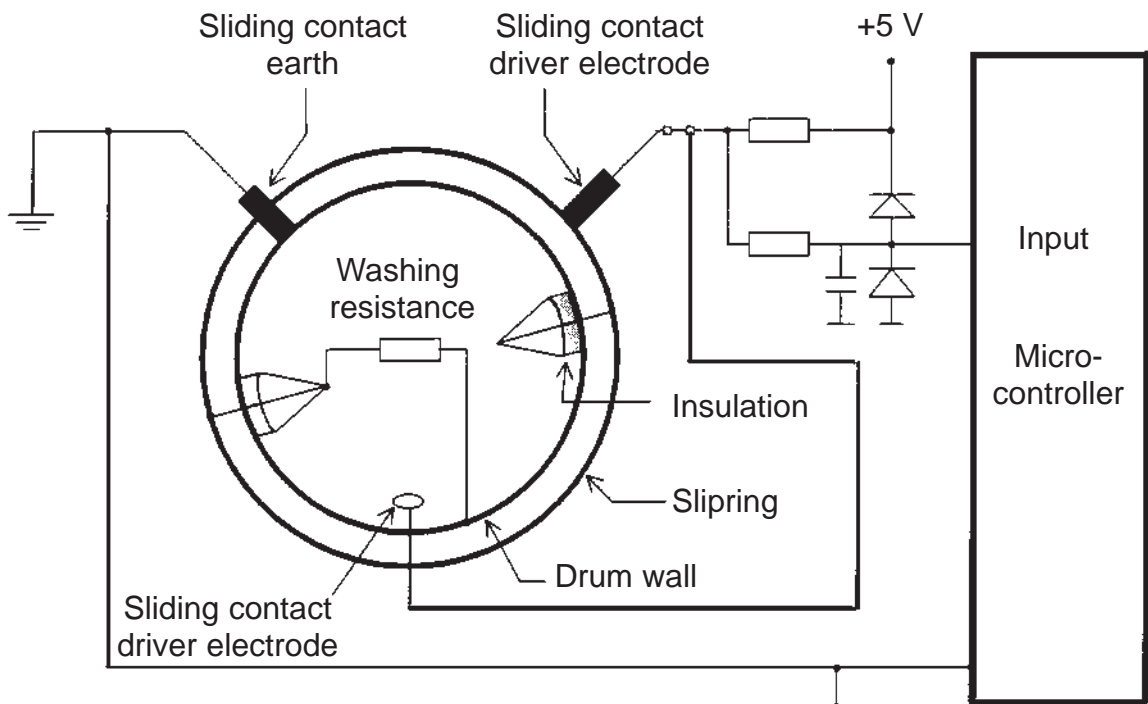 Sliding contact
earth
Sliding contact
driver electrode
+5 V
Washing
resistance
Input
Micro-
controller
Insulation
Slipring
Drum wall
Sliding contact
driver electrode